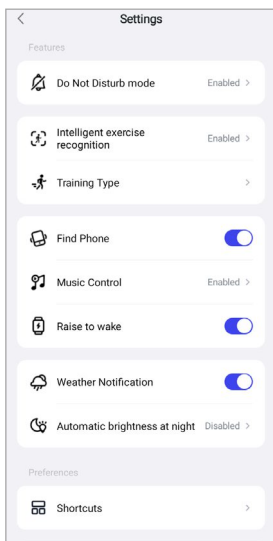 Settings
Features
Do Not Disturb mode Enabled >
Intelligent exercise
recognition Enabled >
Training Type >
Find Phone
Music Control Enabled >
Raise to wake
Weather Notification
Automatic brightness at night Disabled >
Preferences
Shortcuts >